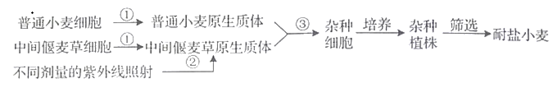 普通小麦细胞 ① 普通小麦原生质体
中间偃麦草细胞 ① 中间偃麦草原生质体
不同剂量的紫外线照射 ②
③ 杂种细胞 培养 杂种植株 筛选 耐盐小麦